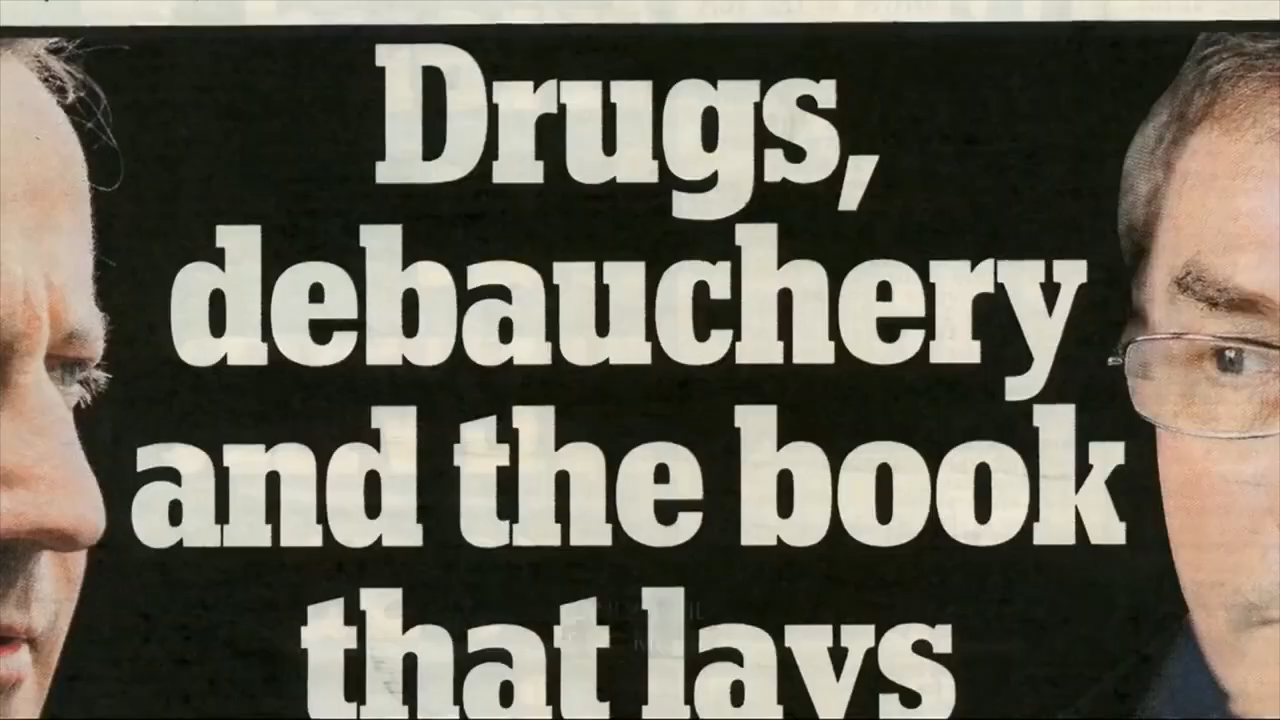 Drugs,
debauchery
and the book
that lays